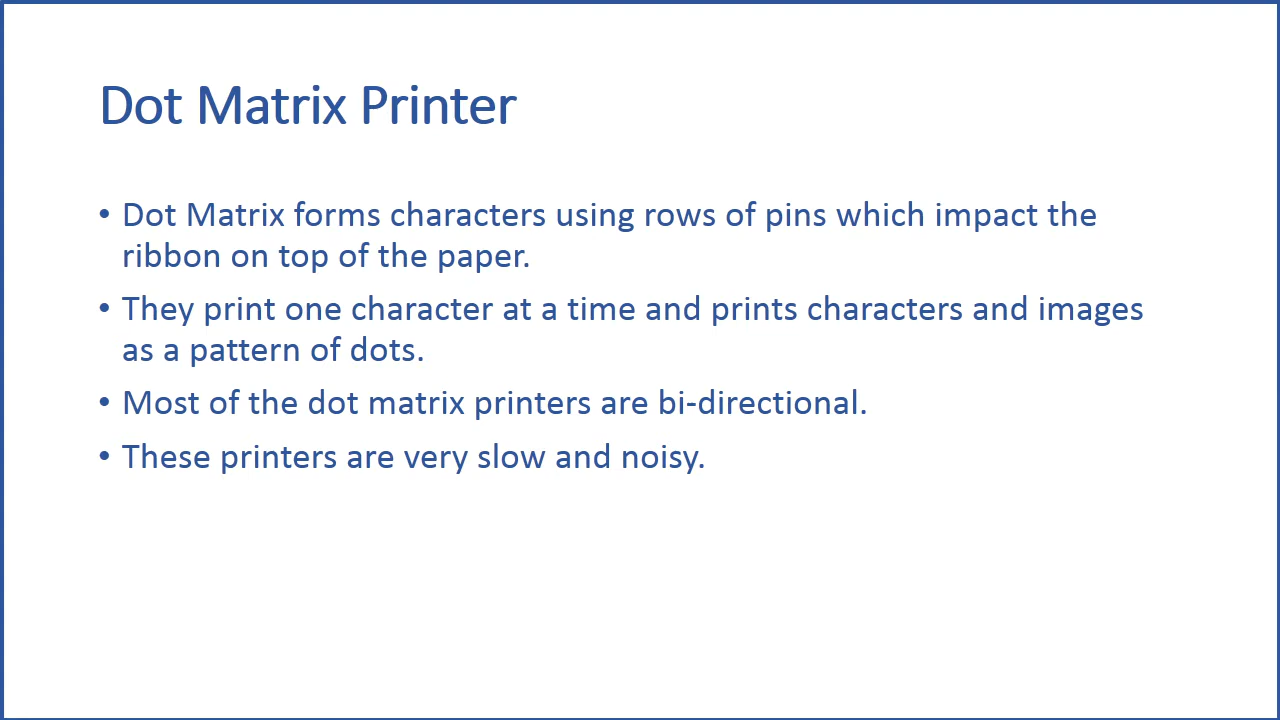 Dot Matrix Printer
• Dot Matrix forms characters using rows of pins which impact the
ribbon on top of the paper.
• They print one character at a time and prints characters and images
as a pattern of dots.
• Most of the dot matrix printers are bi-directional.
• These printers are very slow and noisy.